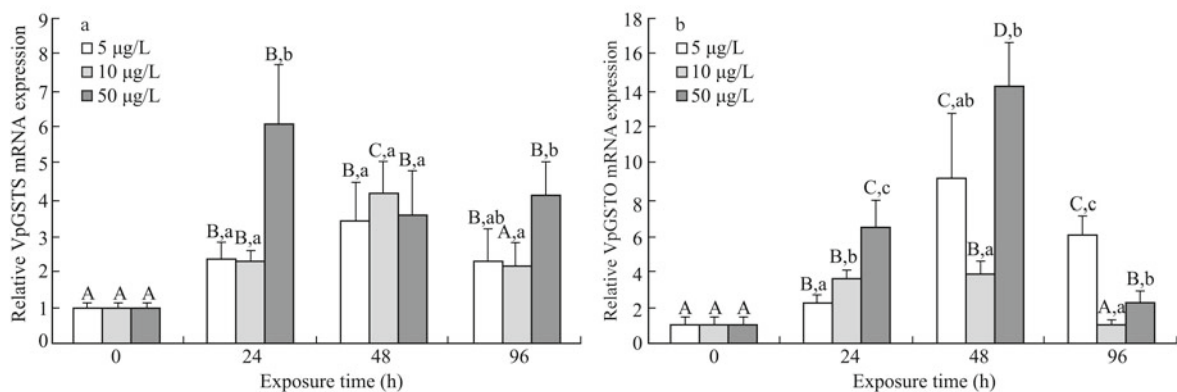 a
5 μg/L
10 μg/L
50 μg/L
Relative VpGSTS mRNA expression
9
8
7
6
5
4
3
2
1
0
A A A
B,a B,a B,b
B,a C,a B,a
B,ab A,a B,b
0 24 48 96
Exposure time (h)
b
5 μg/L
10 μg/L
50 μg/L
Relative VpGSTO mRNA expression
18
16
14
12
10
8
6
4
2
0
A A A
B,a B,b C,c
C,ab B,a D,b
C,c A,a B,b
0 24 48 96
Exposure time (h)